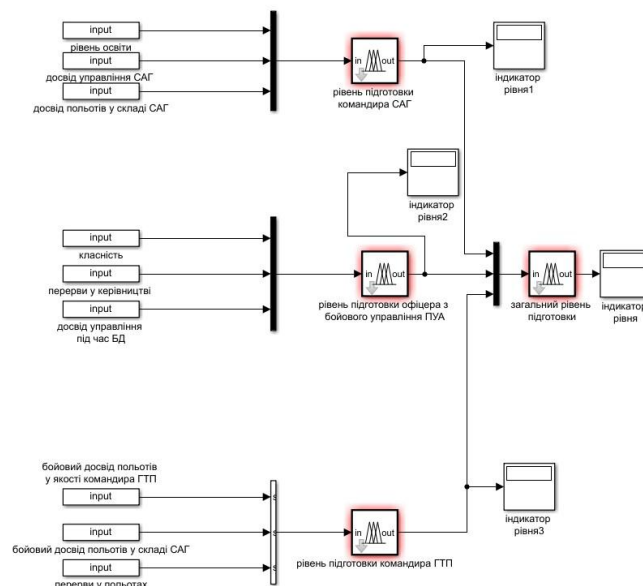 input
рівень освіти
input
досвід управління САГ
input
досвід польотів у складі САГ
in out
рівень підготовки
командира САГ
індикатор
рівня1
індикатор
рівня2
input
класність
input
перерви у керівництві
input
досвід управління
під час БД
in out
рівень підготовки офіцера з
бойового управління ПУА
in out
загальний рівень
підготовки
індикатор
рівня
бойовий досвід польотів
у якості командира ГТП
input
input
бойовий досвід польотів у складі САГ
input
перерви у польотах
in out
рівень підготовки командира ГТП
індикатор
рівня3